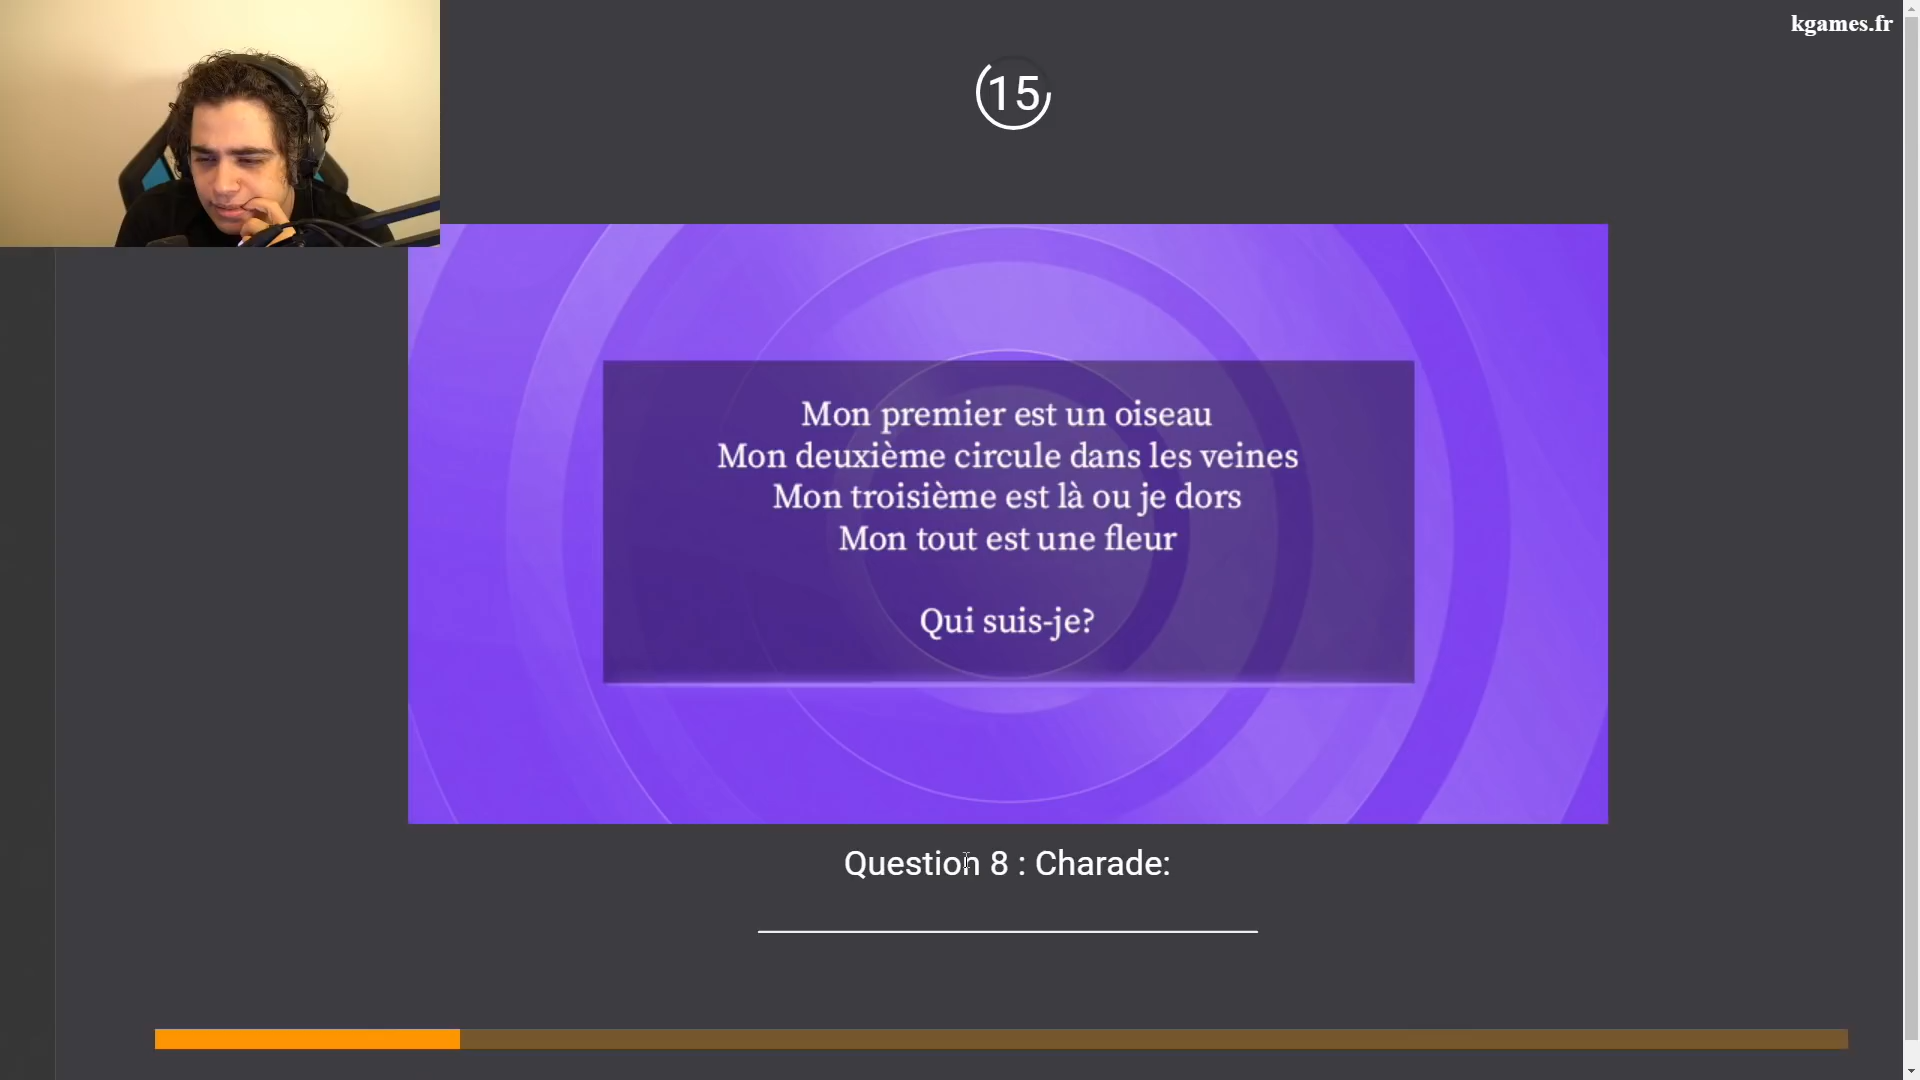 kgames.fr
15
Mon premier est un oiseau
Mon deuxième circule dans les veines
Mon troisième est là ou je dors
Mon tout est une fleur
Qui suis-je?
Question 8 : Charade: